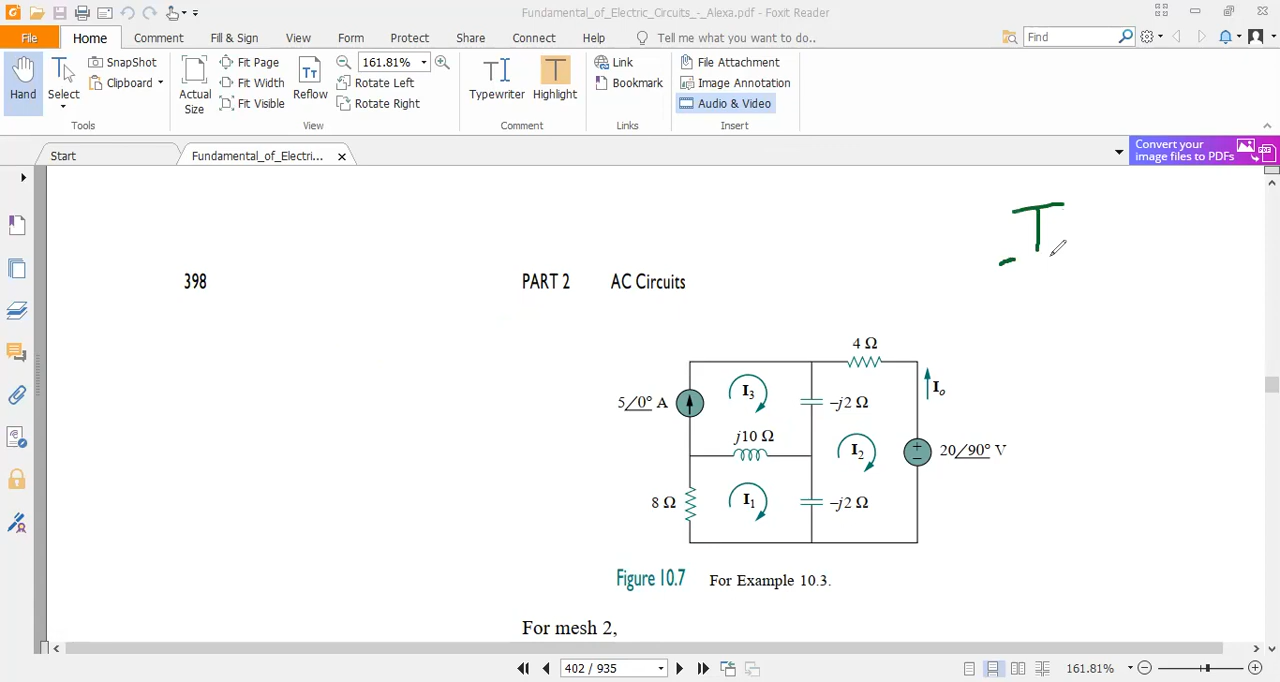 Fundamental_of_Electric_Circuits_-_Alexa.pdf - Foxit Reader
File Home Comment Fill & Sign View Form Protect Share Connect Help Tell me what you want to do.. Find
Hand
Select
SnapShot
Clipboard
Tools
Actual Size
Fit Page
Fit Width
Fit Visible
Reflow
161.81%
Rotate Left
Rotate Right
View
Typewriter
Highlight
Comment
Link
Bookmark
Links
File Attachment
Image Annotation
Audio & Video
Insert
Start
Fundamental_of_Electri...
Convert your
image files to PDFs
T
-
398 PART 2 AC Circuits
4 Ω
5∠0° A
I3
-j2 Ω
Io
j10 Ω
I2
20∠90° V
8 Ω
I1
-j2 Ω
Figure 10.7 For Example 10.3.
For mesh 2,
402 / 935
161.81%